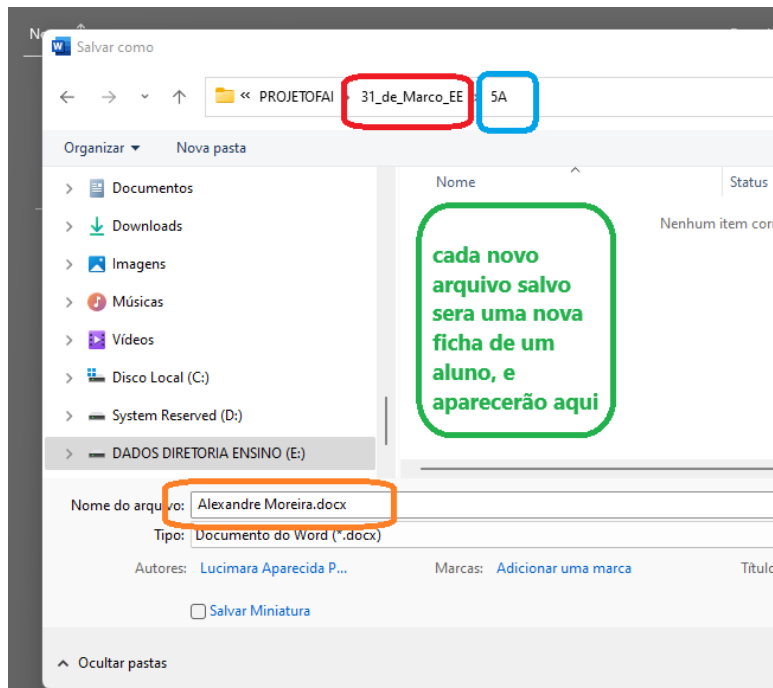 Salvar como
« PROJETOFAI 31_de_Marco_EE 5A
Organizar Nova pasta
Nome Status
Documentos
Nenhum item
Downloads
Imagens
Músicas
Vídeos
Disco Local (C:)
System Reserved (D:)
DADOS DIRETORIA ENSINO (E:)
cada novo
arquivo salvo
sera uma nova
ficha de um
aluno, e
aparecerão aqui
Nome do arquivo: Alexandre Moreira.docx
Tipo: Documento do Word (*.docx)
Autores: Lucimara Aparecida P... Marcas: Adicionar uma marca
Salvar Miniatura
Ocultar pastas